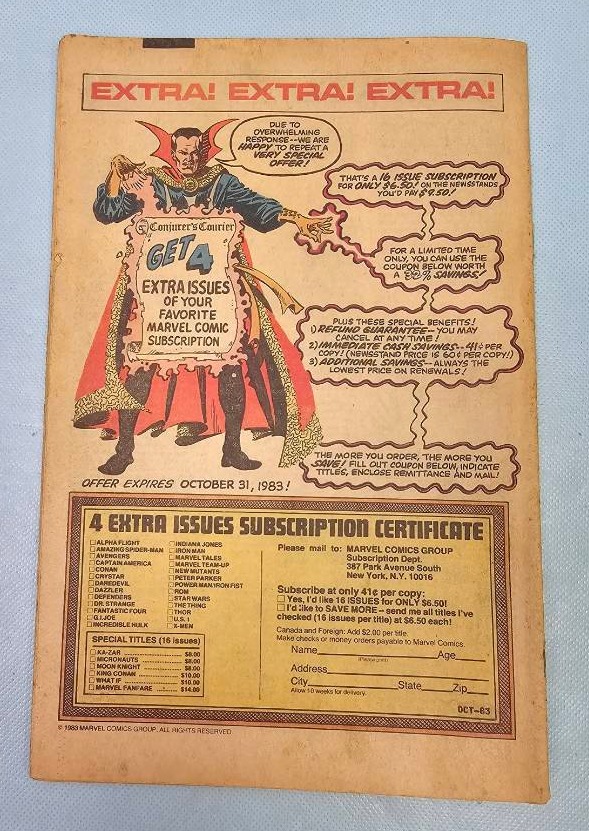 EXTRA! EXTRA! EXTRA!
DUE TO
OVERWHELMING
RESPONSE--WE ARE
HAPPY TO REPEAT A
VERY SPECIAL
OFFER!
THAT'S A 16 ISSUE SUBSCRIPTION
FOR ONLY $6.50! ON THE NEWSSTANDS
YOU'D PAY $9.50!
FOR A LIMITED TIME
ONLY, YOU CAN USE THE
COUPON BELOW WORTH
A SAVINGS!
Conjurer's Courier
GET 4
EXTRA ISSUES
OF YOUR
FAVORITE
MARVEL COMIC
SUBSCRIPTION
PLUS THESE SPECIAL BENEFITS!
1) REFUND GUARANTEE--YOU MAY
CANCEL AT ANY TIME!
2) IMMEDIATE CASH SAVINGS--41¢ PER
COPY! (NEWSSTAND PRICE IS 60¢ PER COPY!)
3) ADDITIONAL SAVINGS--ALWAYS THE
LOWEST PRICE ON RENEWALS!
THE MORE YOU ORDER, THE MORE YOU
SAVE! FILL OUT COUPON BELOW, INDICATE
TITLES, ENCLOSE REMITTANCE AND MAIL!
OFFER EXPIRES OCTOBER 31, 1983!
4 EXTRA ISSUES SUBSCRIPTION CERTIFICATE
ALPHA FLIGHT
AMAZING SPIDER-MAN
AVENGERS
CAPTAIN AMERICA
CONAN
CRYSTAR
DAREDEVIL
DAZZLER
DEFENDERS
DR. STRANGE
FANTASTIC FOUR
G.I. JOE
INCREDIBLE HULK
INDIANA JONES
IRON MAN
MARVEL TALES
MARVEL TEAM-UP
NEW MUTANTS
PETER PARKER
POWER MAN/IRON FIST
ROM
STAR WARS
THE THING
THOR
U.S. 1
X-MEN
SPECIAL TITLES (16 issues)
KA-ZAR $8.00
MICRONAUTS $8.00
MOON KNIGHT $8.00
KING CONAN $10.00
WHAT IF $10.00
MARVEL FANFARE $14.00
Please mail to: MARVEL COMICS GROUP
Subscription Dept.
387 Park Avenue South
New York, N.Y. 10016
Subscribe at only 41¢ per copy:
Yes, I'd like 16 ISSUES for ONLY $6.50!
I'd like to SAVE MORE -- send me all titles I've
checked (16 issues per title) at $6.50 each!
Canada and Foreign: Add $2.00 per title.
Make checks or money orders payable to Marvel Comics.
Name Age
(Please print)
Address
City State Zip
Allow 10 weeks for delivery.
OCT-83
© 1983 MARVEL COMICS GROUP. ALL RIGHTS RESERVED